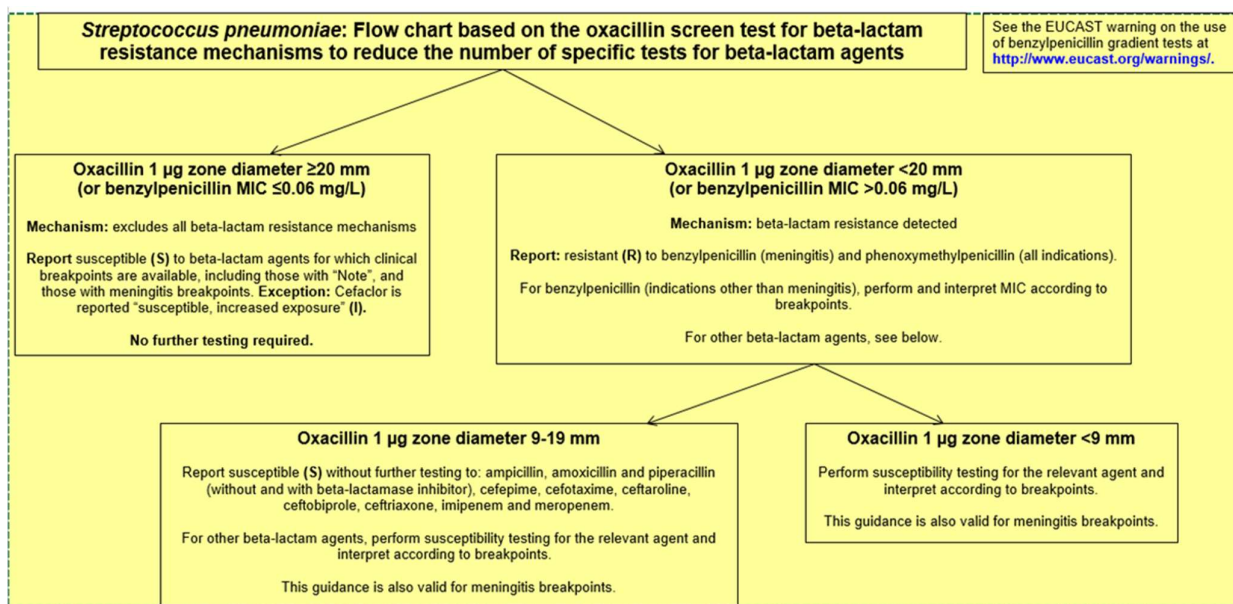 Streptococcus pneumoniae: Flow chart based on the oxacillin screen test for beta-lactam
resistance mechanisms to reduce the number of specific tests for beta-lactam agents
See the EUCAST warning on the use
of benzylpenicillin gradient tests at
http://www.eucast.org/warnings/.
Oxacillin 1 µg zone diameter ≥20 mm
(or benzylpenicillin MIC ≤0.06 mg/L)
Mechanism: excludes all beta-lactam resistance mechanisms
Report susceptible (S) to beta-lactam agents for which clinical
breakpoints are available, including those with “Note”, and
those with meningitis breakpoints. Exception: Cefaclor is
reported “susceptible, increased exposure” (I).
No further testing required.
Oxacillin 1 µg zone diameter <20 mm
(or benzylpenicillin MIC >0.06 mg/L)
Mechanism: beta-lactam resistance detected
Report: resistant (R) to benzylpenicillin (meningitis) and phenoxymethylpenicillin (all indications).
For benzylpenicillin (indications other than meningitis), perform and interpret MIC according to
breakpoints.
For other beta-lactam agents, see below.
Oxacillin 1 µg zone diameter 9-19 mm
Report susceptible (S) without further testing to: ampicillin, amoxicillin and piperacillin
(without and with beta-lactamase inhibitor), cefepime, cefotaxime, ceftaroline,
ceftobiprole, ceftriaxone, imipenem and meropenem.
For other beta-lactam agents, perform susceptibility testing for the relevant agent and
interpret according to breakpoints.
This guidance is also valid for meningitis breakpoints.
Oxacillin 1 µg zone diameter <9 mm
Perform susceptibility testing for the relevant agent and
interpret according to breakpoints.
This guidance is also valid for meningitis breakpoints.